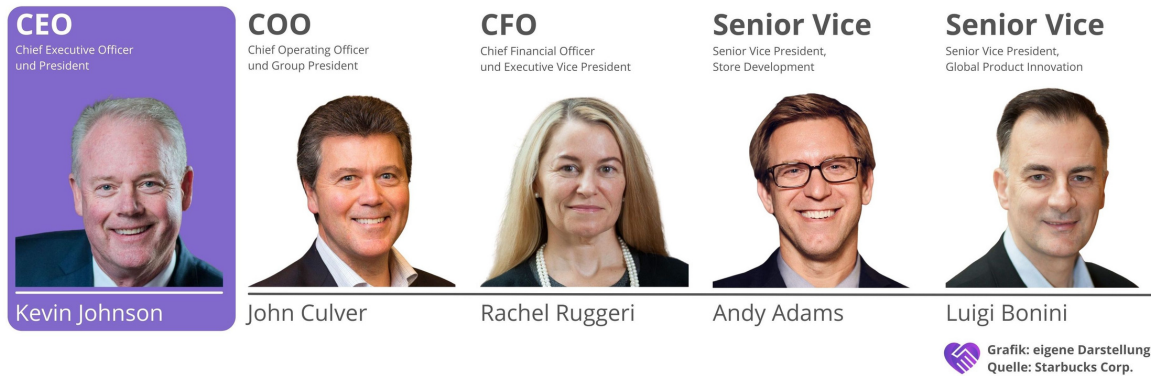 CEO
Chief Executive Officer
und President
Kevin Johnson
COO
Chief Operating Officer
und Group President
John Culver
CFO
Chief Financial Officer
und Executive Vice President
Rachel Ruggeri
Senior Vice
Senior Vice President,
Store Development
Andy Adams
Senior Vice
Senior Vice President,
Global Product Innovation
Luigi Bonini
Grafik: eigene Darstellung
Quelle: Starbucks Corp.